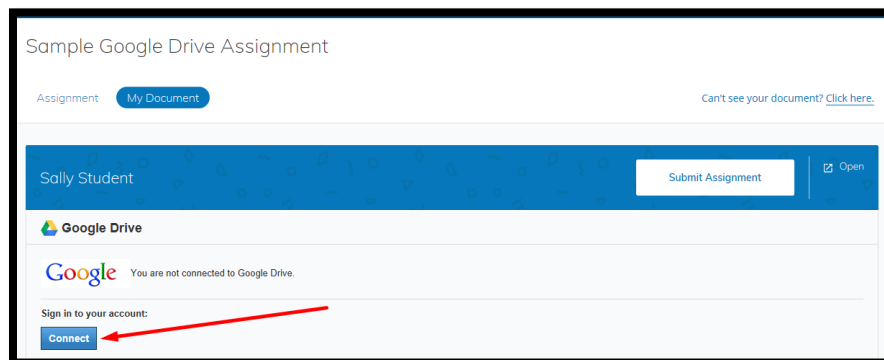 Sample Google Drive Assignment
Assignment My Document Can't see your document? Click here.
Sally Student Submit Assignment Open
Google Drive
Google You are not connected to Google Drive.
Sign in to your account:
Connect